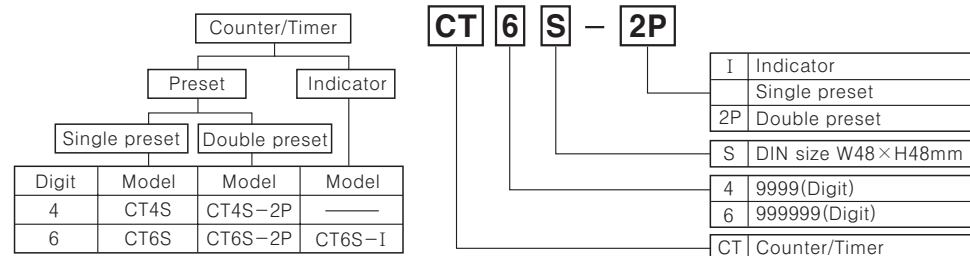 Counter/Timer
Preset Indicator
Single preset Double preset
Digit Model Model Model
4 CT4S CT4S-2P ——
6 CT6S CT6S-2P CT6S-I
CT 6 S - 2P
I Indicator
Single preset
2P Double preset
S DIN size W48×H48mm
4 9999(Digit)
6 999999(Digit)
CT Counter/Timer